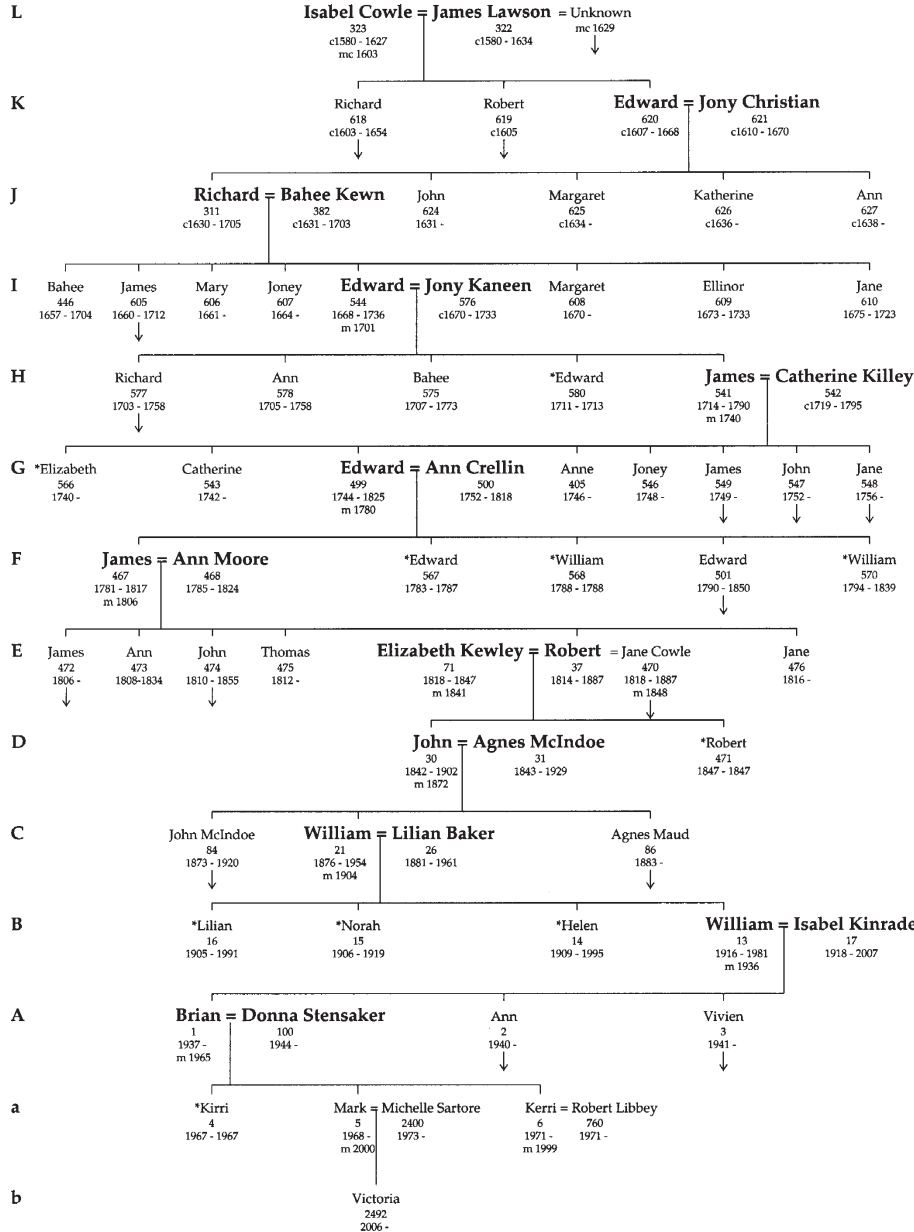 L
Isabel Cowle = James Lawson = Unknown
323 322 mc 1629
c1580 - 1627 c1580 - 1634
mc 1603
K
Richard Robert Edward = Jony Christian
618 619 620 621
c1603 - 1654 c1605 c1607 - 1668 c1610 - 1670
J
Richard = Bahee Kewn John Margaret Katherine Ann
311 382 624 625 626 627
c1630 - 1705 c1631 - 1703 1631 - c1634 - c1636 - c1638 -
I
Bahee James Mary Joney Edward = Jony Kaneen Margaret Ellinor Jane
446 605 606 607 544 576 608 609 610
1657 - 1704 1660 - 1712 1661 - 1664 - 1668 - 1736 c1670 - 1733 1670 - 1673 - 1733 1675 - 1723
m 1701
H
Richard Ann Bahee *Edward James = Catherine Killey
577 578 575 580 541 542
1703 - 1758 1705 - 1758 1707 - 1773 1711 - 1713 1714 - 1790 c1719 - 1795
m 1740
G
*Elizabeth Catherine Edward = Ann Crellin Anne Joney James John Jane
566 543 499 500 405 546 549 547 548
1740 - 1742 - 1744 - 1825 1752 - 1818 1746 - 1748 - 1749 - 1752 - 1756 -
m 1780
F
James = Ann Moore *Edward *William Edward *William
467 468 567 568 501 570
1781 - 1817 1785 - 1824 1783 - 1787 1788 - 1788 1790 - 1850 1794 - 1839
m 1806
E
James Ann John Thomas Elizabeth Kewley = Robert = Jane Cowle Jane
472 473 474 475 71 37 470 476
1806 - 1808-1834 1810 - 1855 1812 - 1818 - 1847 1814 - 1887 1818 - 1887 1816 -
m 1841 m 1848
D
John = Agnes McIndoe *Robert
30 31 471
1842 - 1902 1843 - 1929 1847 - 1847
m 1872
C
John McIndoe William = Lilian Baker Agnes Maud
84 21 26 86
1873 - 1920 1876 - 1954 1881 - 1961 1883 -
m 1904
B
*Lilian *Norah *Helen William = Isabel Kinrade
16 15 14 13 17
1905 - 1991 1906 - 1919 1909 - 1995 1916 - 1981 1918 - 2007
m 1936
A
Brian = Donna Stensaker Ann Vivien
1 100 2 3
1937 - 1944 - 1940 - 1941 -
m 1965
a
*Kirri Mark = Michelle Sartore Kerri = Robert Libbey
4 5 2400 6 760
1967 - 1967 1968 - 1973 - 1971 - 1971 -
m 2000 m 1999
b
Victoria
2492
2006 -